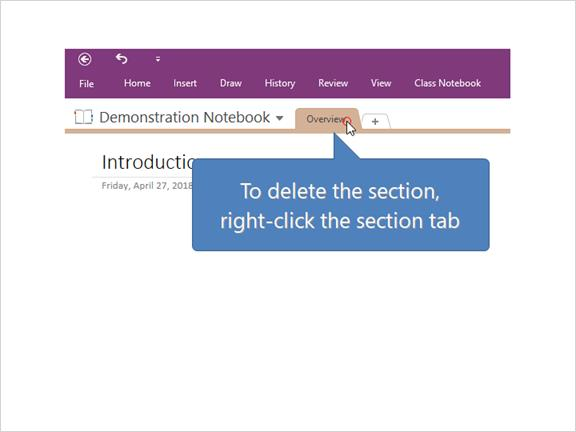 File Home Insert Draw History Review View Class Notebook
Demonstration Notebook Overview +
Introductio
Friday, April 27, 2018
To delete the section,
right-click the section tab